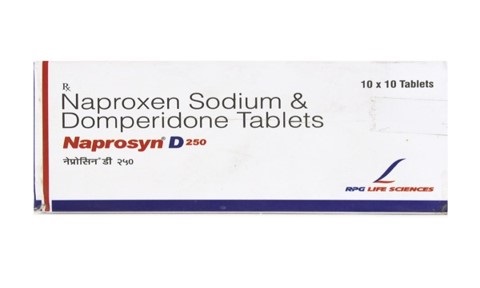 Rx
10 x 10 Tablets
Naproxen Sodium &
Domperidone Tablets
Naprosyn® D 250
नेप्रोसिन® डी २५०
RPG LIFE SCIENCES